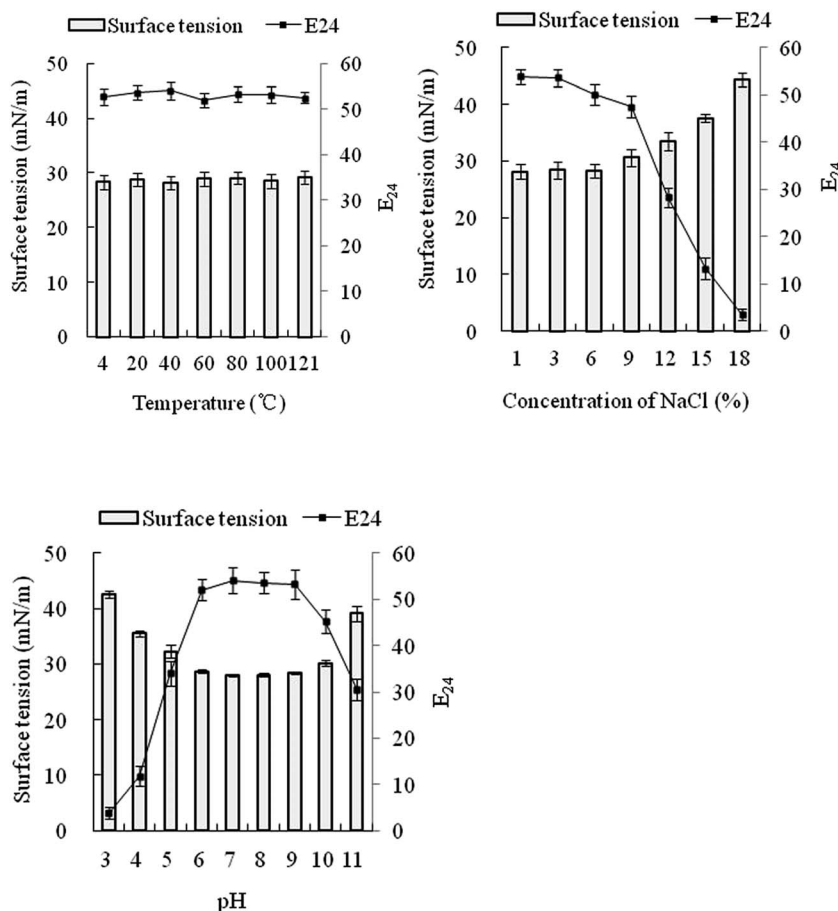 Surface tension E24
Surface tension (mN/m)
50
40
30
20
10
0
60
50
40
30
20
10
0
E24
4 20 40 60 80 100 121
Temperature (℃)
Surface tension E24
Surface tension (mN/m)
50
40
30
20
10
0
60
50
40
30
20
10
0
E24
1 3 6 9 12 15 18
Concentration of NaCl (%)
Surface tension E24
Surface tension (mN/m)
50
40
30
20
10
0
60
50
40
30
20
10
0
E24
3 4 5 6 7 8 9 10 11
pH